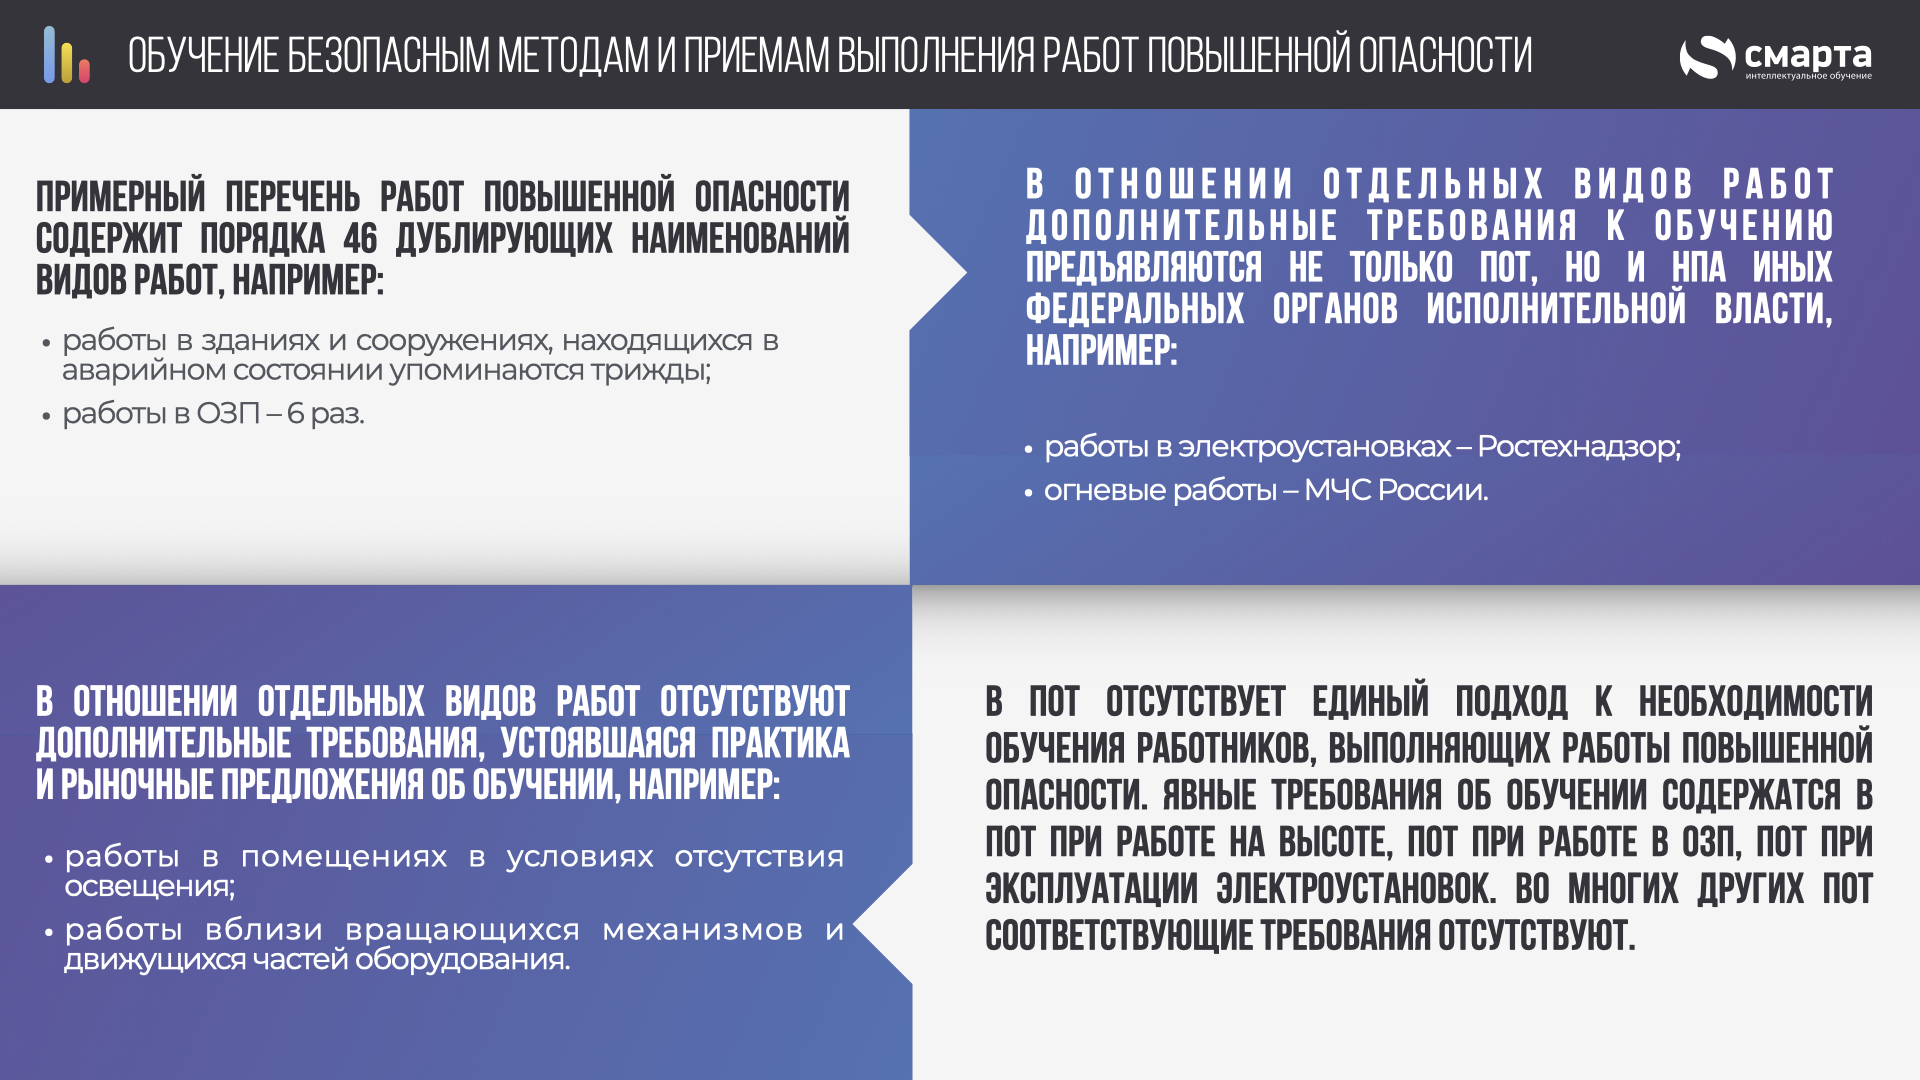 ОБУЧЕНИЕ БЕЗОПАСНЫМ МЕТОДАМ И ПРИЕМАМ ВЫПОЛНЕНИЯ РАБОТ ПОВЫШЕННОЙ ОПАСНОСТИ
смарта
интеллектуальное обучение
ПРИМЕРНЫЙ ПЕРЕЧЕНЬ РАБОТ ПОВЫШЕННОЙ ОПАСНОСТИ
СОДЕРЖИТ ПОРЯДКА 46 ДУБЛИРУЮЩИХ НАИМЕНОВАНИЙ
ВИДОВ РАБОТ, НАПРИМЕР:
• работы в зданиях и сооружениях, находящихся в
аварийном состоянии упоминаются трижды;
• работы в ОЗП – 6 раз.
В ОТНОШЕНИИ ОТДЕЛЬНЫХ ВИДОВ РАБОТ
ДОПОЛНИТЕЛЬНЫЕ ТРЕБОВАНИЯ К ОБУЧЕНИЮ
ПРЕДЪЯВЛЯЮТСЯ НЕ ТОЛЬКО ПОТ, НО И НПА ИНЫХ
ФЕДЕРАЛЬНЫХ ОРГАНОВ ИСПОЛНИТЕЛЬНОЙ ВЛАСТИ,
НАПРИМЕР:
• работы в электроустановках – Ростехнадзор;
• огневые работы – МЧС России.
В ОТНОШЕНИИ ОТДЕЛЬНЫХ ВИДОВ РАБОТ ОТСУТСТВУЮТ
ДОПОЛНИТЕЛЬНЫЕ ТРЕБОВАНИЯ, УСТОЯВШАЯСЯ ПРАКТИКА
И РЫНОЧНЫЕ ПРЕДЛОЖЕНИЯ ОБ ОБУЧЕНИИ, НАПРИМЕР:
• работы в помещениях в условиях отсутствия
освещения;
• работы вблизи вращающихся механизмов и
движущихся частей оборудования.
В ПОТ ОТСУТСТВУЕТ ЕДИНЫЙ ПОДХОД К НЕОБХОДИМОСТИ
ОБУЧЕНИЯ РАБОТНИКОВ, ВЫПОЛНЯЮЩИХ РАБОТЫ ПОВЫШЕННОЙ
ОПАСНОСТИ. ЯВНЫЕ ТРЕБОВАНИЯ ОБ ОБУЧЕНИИ СОДЕРЖАТСЯ В
ПОТ ПРИ РАБОТЕ НА ВЫСОТЕ, ПОТ ПРИ РАБОТЕ В ОЗП, ПОТ ПРИ
ЭКСПЛУАТАЦИИ ЭЛЕКТРОУСТАНОВОК. ВО МНОГИХ ДРУГИХ ПОТ
СООТВЕТСТВУЮЩИЕ ТРЕБОВАНИЯ ОТСУТСТВУЮТ.